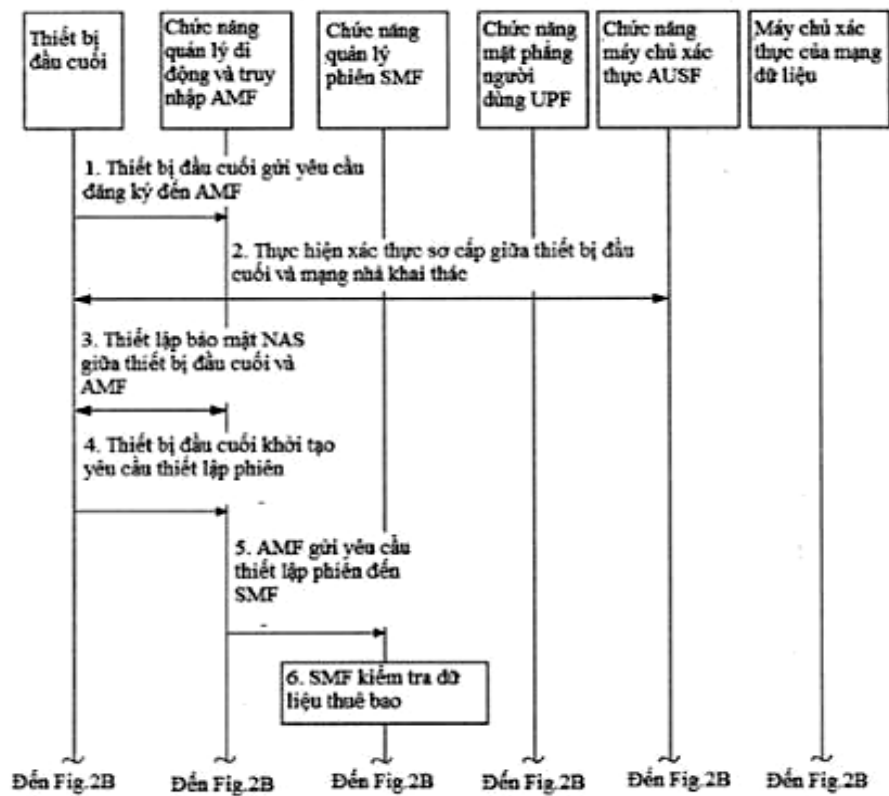 Thiết bị
đầu cuối
Chức năng
quản lý di
động và truy
nhập AMF
Chức năng
quản lý
phiên SMF
Chức năng
mặt phẳng
người
dùng UPF
Chức năng
máy chủ xác
thực AUSF
Máy chủ xác
thực của mạng
dữ liệu
1. Thiết bị đầu cuối gửi yêu cầu
đăng ký đến AMF
2. Thực hiện xác thực sơ cấp giữa thiết bị đầu
cuối và mạng nhà khai thác
3. Thiết lập bảo mật NAS
giữa thiết bị đầu cuối và
AMF
4. Thiết bị đầu cuối khởi tạo
yêu cầu thiết lập phiên
5. AMF gửi yêu cầu
thiết lập phiên đến
SMF
6. SMF kiểm tra dữ
liệu thuê bao
Đến Fig.2B
Đến Fig.2B
Đến Fig.2B
Đến Fig.2B
Đến Fig.2B
Đến Fig.2B